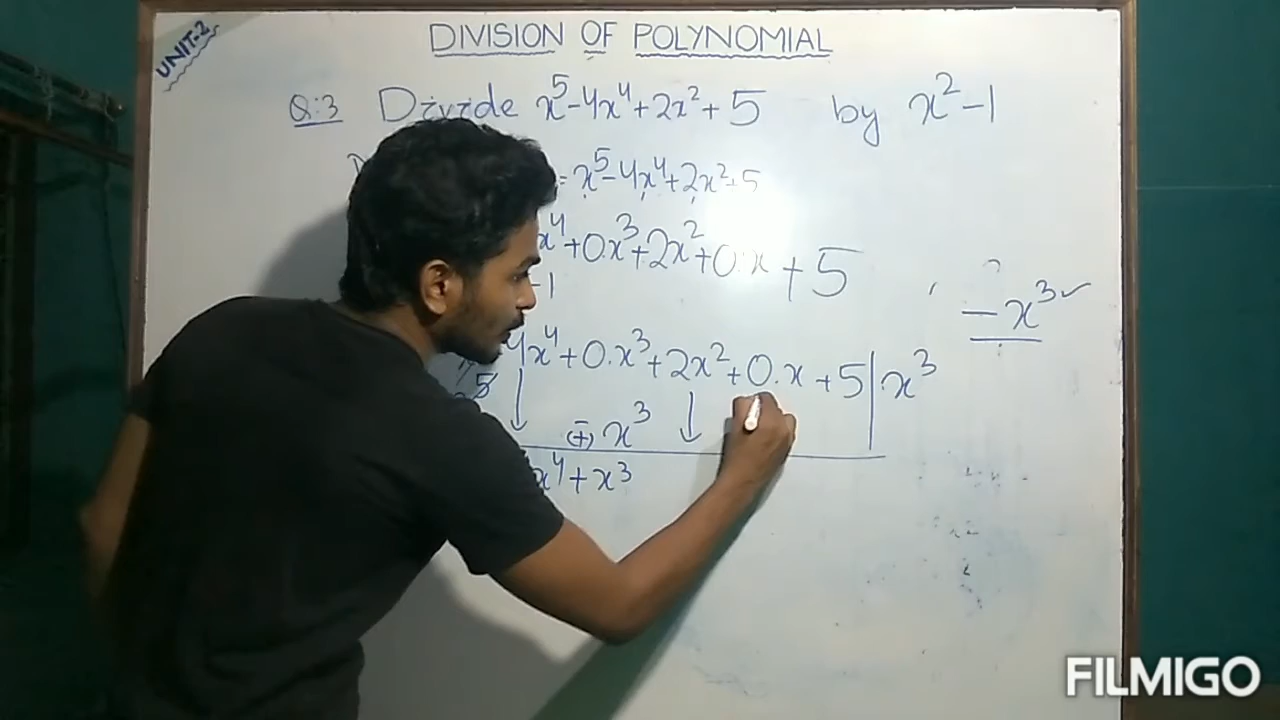 UNIT-2
DIVISION OF POLYNOMIAL
Q:3 Divide x⁵-4x⁴+2x²+5 by x²-1
= x⁵-4x⁴+2x²+5
x⁴+0.x³+2x²+0.x+5
-1
-x³✓
4x⁴+0.x³+2x²+0.x+5 | x³
(+) x³
x⁴+x³
FILMIGO